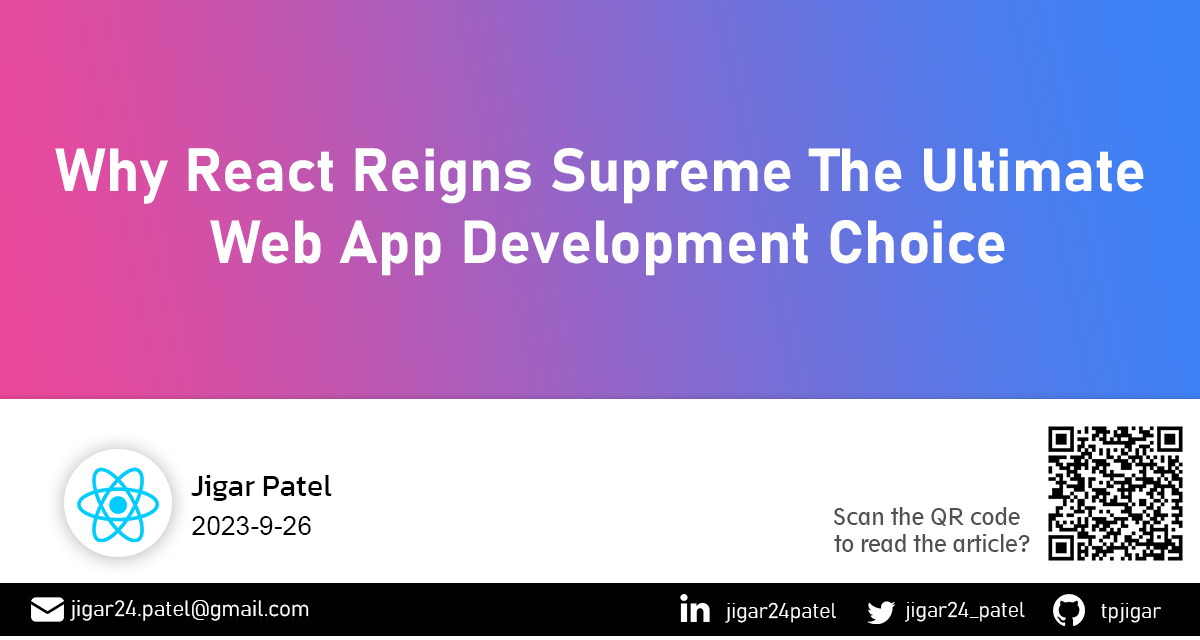 Why React Reigns Supreme The Ultimate
Web App Development Choice
Jigar Patel
2023-9-26
Scan the QR code
to read the article?
jigar24.patel@gmail.com
jigar24patel
jigar24_patel
tpjigar